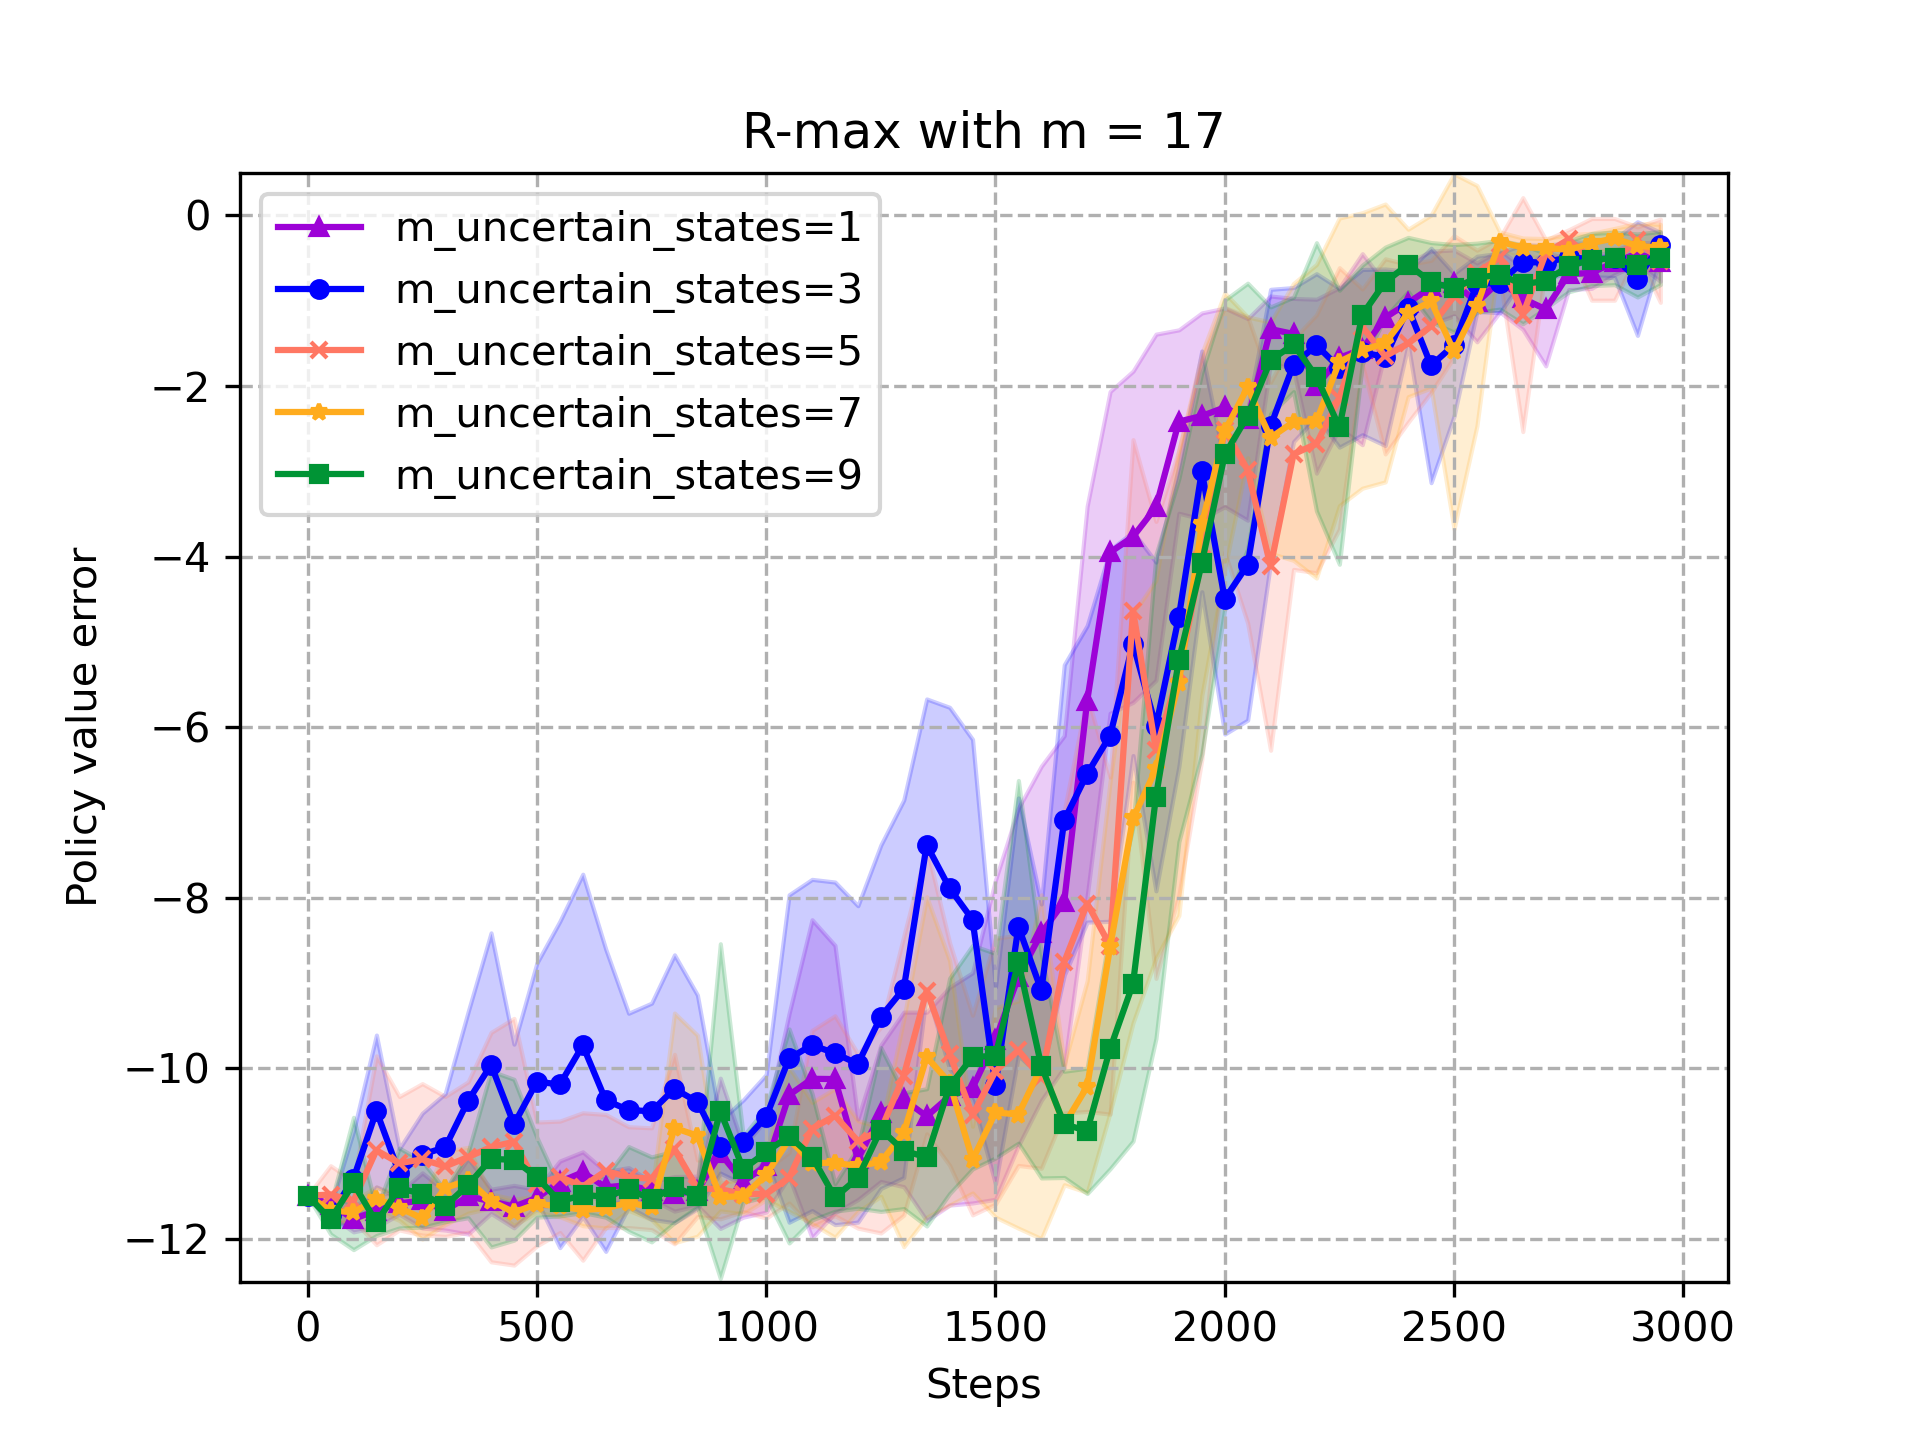 R-max with m = 17
m_uncertain_states=1
m_uncertain_states=3
m_uncertain_states=5
m_uncertain_states=7
m_uncertain_states=9
Policy value error
0
−2
−4
−6
−8
−10
−12
0 500 1000 1500 2000 2500 3000
Steps